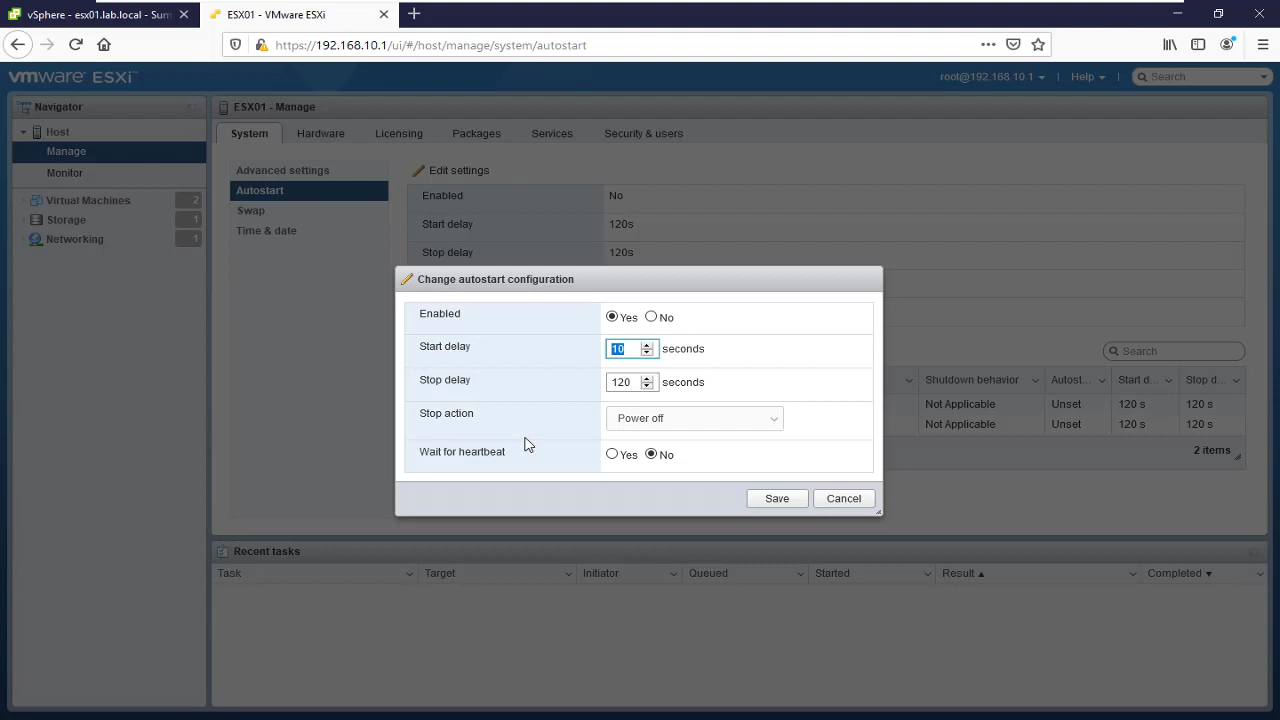 vSphere - esx01.lab.local - Sum
ESX01 - VMware ESXi
https://192.168.10.1/ui/#/host/manage/system/autostart
vmware ESXi™
root@192.168.10.1
Help
Search
Navigator
Host
Manage
Monitor
Virtual Machines 2
Storage 1
Networking 1
ESX01 - Manage
System Hardware Licensing Packages Services Security & users
Advanced settings
Autostart
Swap
Time & date
Edit settings
Enabled No
Start delay 120s
Stop delay 120s
Search
Shutdown behavior Autost... Start d... Stop d...
Not Applicable Unset 120 s 120 s
Not Applicable Unset 120 s 120 s
2 items
Change autostart configuration
Enabled Yes No
Start delay 10 seconds
Stop delay 120 seconds
Stop action Power off
Wait for heartbeat Yes No
Save Cancel
Recent tasks
Task Target Initiator Queued Started Result Completed